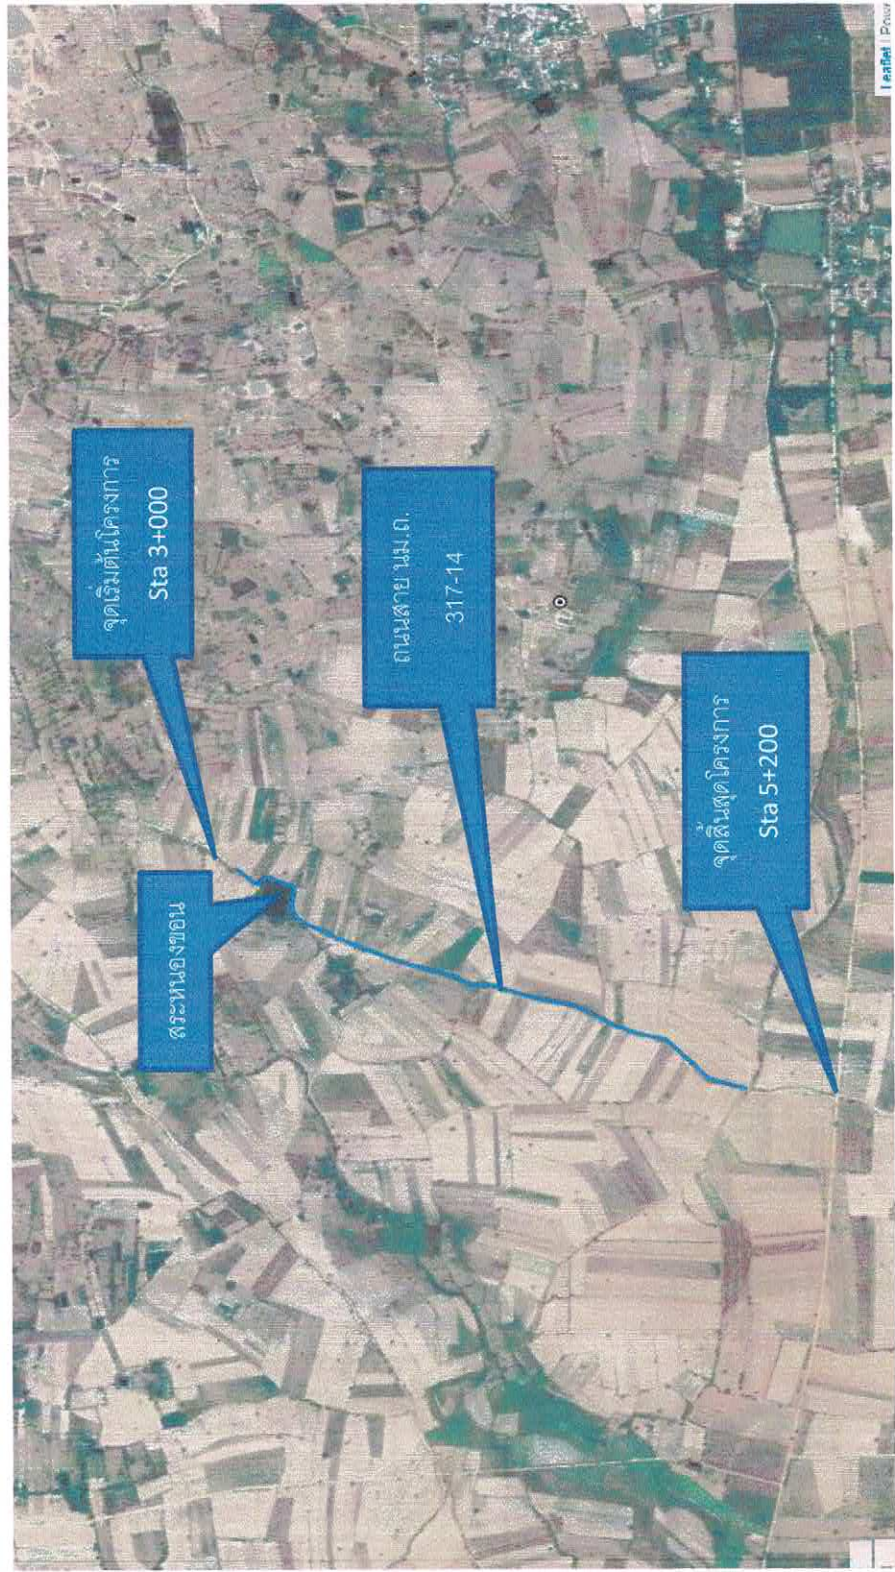 จุดเริ่มต้นโครงการ
Sta 3+000
สระหนองขอน
ถนนสาย นม.ถ.
317-14
จุดสิ้นสุดโครงการ
Sta 5+200
Leaflet |